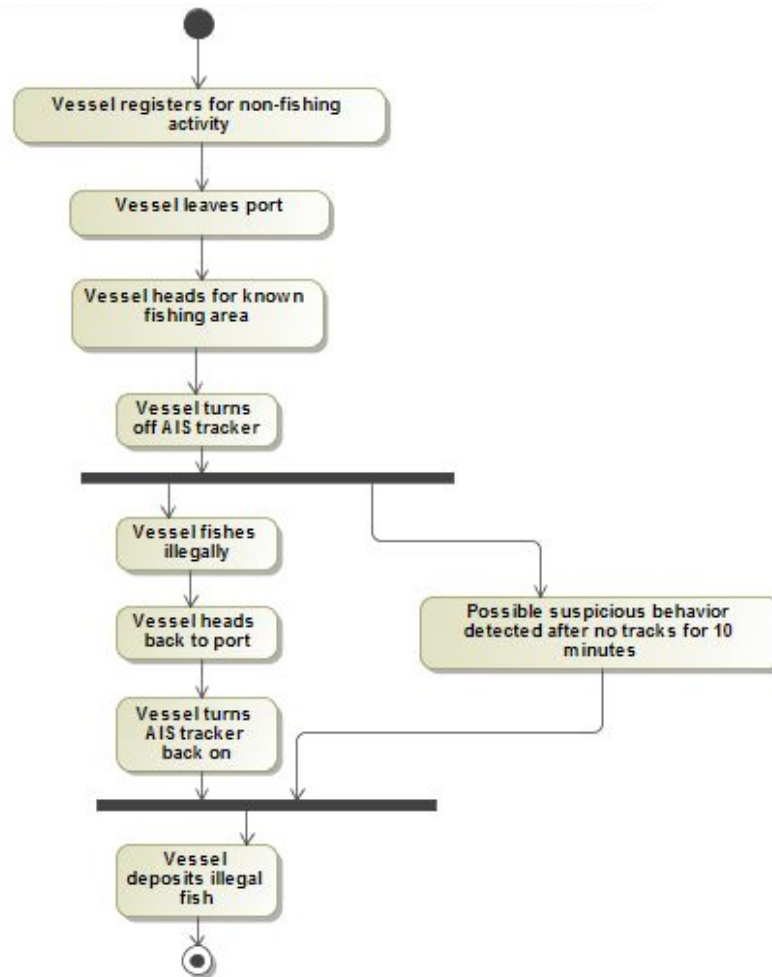 Vessel registers for non-fishing
activity
Vessel leaves port
Vessel heads for known
fishing area
Vessel turns
off AIS tracker
Vessel fishes
illegally
Vessel heads
back to port
Possible suspicious behavior
detected after no tracks for 10
minutes
Vessel turns
AIS tracker
back on
Vessel
deposits illegal
fish